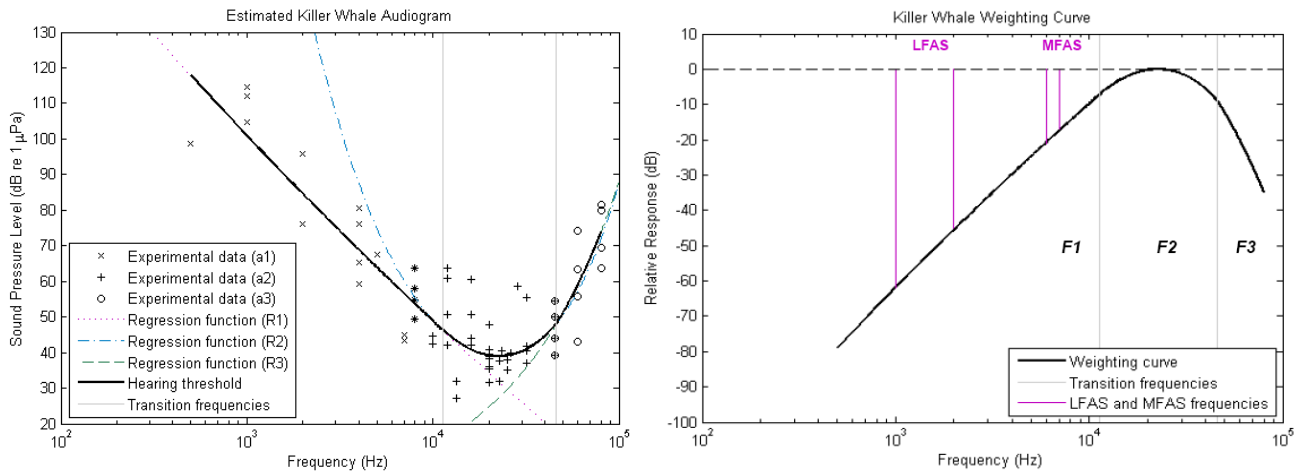 Estimated Killer Whale Audiogram
Sound Pressure Level (dB re 1 μPa)
130
120
110
100
90
80
70
60
50
40
30
20
Experimental data (a1)
Experimental data (a2)
Experimental data (a3)
Regression function (R1)
Regression function (R2)
Regression function (R3)
Hearing threshold
Transition frequencies
10² 10³ 10⁴ 10⁵
Frequency (Hz)
Killer Whale Weighting Curve
Relative Response (dB)
10
0
-10
-20
-30
-40
-50
-60
-70
-80
-90
-100
LFAS MFAS
F1 F2 F3
Weighting curve
Transition frequencies
LFAS and MFAS frequencies
10² 10³ 10⁴ 10⁵
Frequency (Hz)